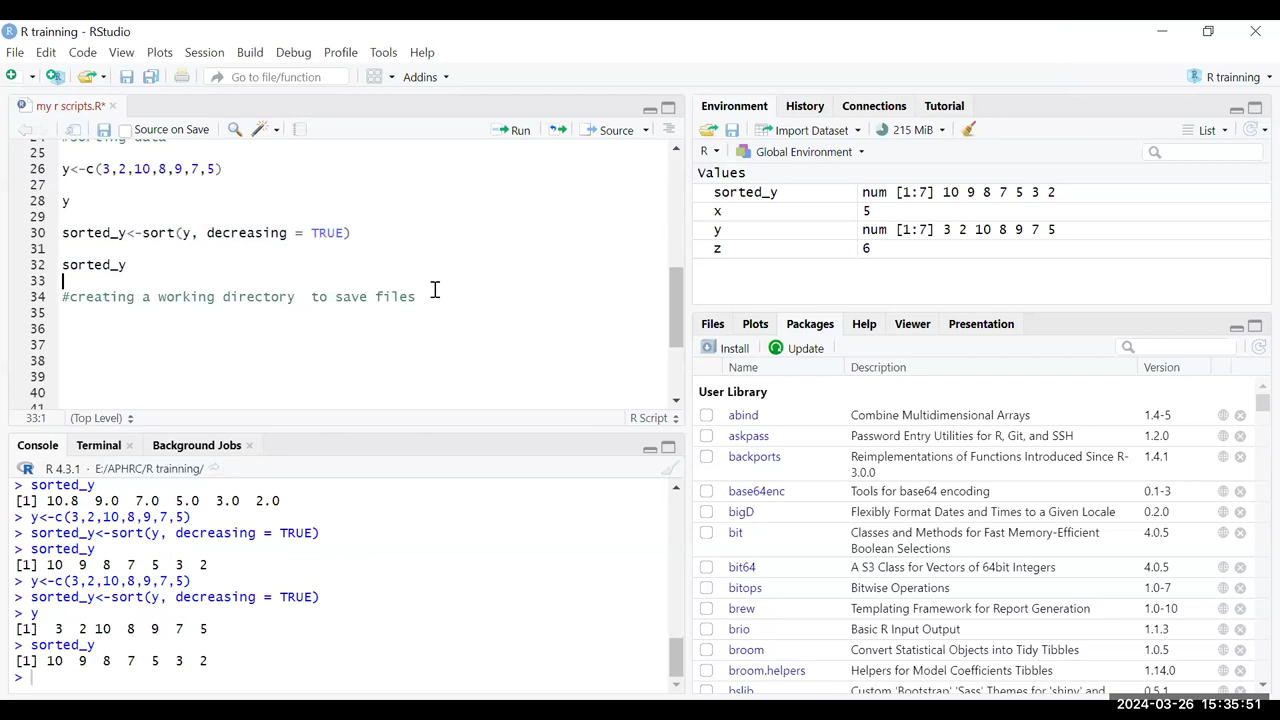 R trainning - RStudio
File Edit Code View Plots Session Build Debug Profile Tools Help
Go to file/function Addins R trainning
my r scripts.R*
Source on Save Run Source
25
26 y<-c(3,2,10,8,9,7,5)
27
28 y
29
30 sorted_y<-sort(y, decreasing = TRUE)
31
32 sorted_y
33
34 #creating a working directory  to save files
35
36
37
38
39
40
33:1 (Top Level) R Script
Console Terminal Background Jobs
R 4.3.1 · E:/APHRC/R trainning/
> sorted_y
[1] 10.8 9.0 7.0 5.0 3.0 2.0
> y<-c(3,2,10,8,9,7,5)
> sorted_y<-sort(y, decreasing = TRUE)
> sorted_y
[1] 10 9 8 7 5 3 2
> y<-c(3,2,10,8,9,7,5)
> sorted_y<-sort(y, decreasing = TRUE)
> y
[1] 3 2 10 8 9 7 5
> sorted_y
[1] 10 9 8 7 5 3 2
>
Environment History Connections Tutorial
Import Dataset 215 MiB List
R Global Environment
Values
sorted_y num [1:7] 10 9 8 7 5 3 2
x 5
y num [1:7] 3 2 10 8 9 7 5
z 6
Files Plots Packages Help Viewer Presentation
Install Update
Name Description Version
User Library
abind Combine Multidimensional Arrays 1.4-5
askpass Password Entry Utilities for R, Git, and SSH 1.2.0
backports Reimplementations of Functions Introduced Since R- 1.4.1
3.0.0
base64enc Tools for base64 encoding 0.1-3
bigD Flexibly Format Dates and Times to a Given Locale 0.2.0
bit Classes and Methods for Fast Memory-Efficient 4.0.5
Boolean Selections
bit64 A S3 Class for Vectors of 64bit Integers 4.0.5
bitops Bitwise Operations 1.0-7
brew Templating Framework for Report Generation 1.0-10
brio Basic R Input Output 1.1.3
broom Convert Statistical Objects into Tidy Tibbles 1.0.5
broom.helpers Helpers for Model Coefficients Tibbles 1.14.0
bslib Custom 'Bootstrap' 'Sass' Themes for 'shiny' and 0.5.1
2024-03-26 15:35:51